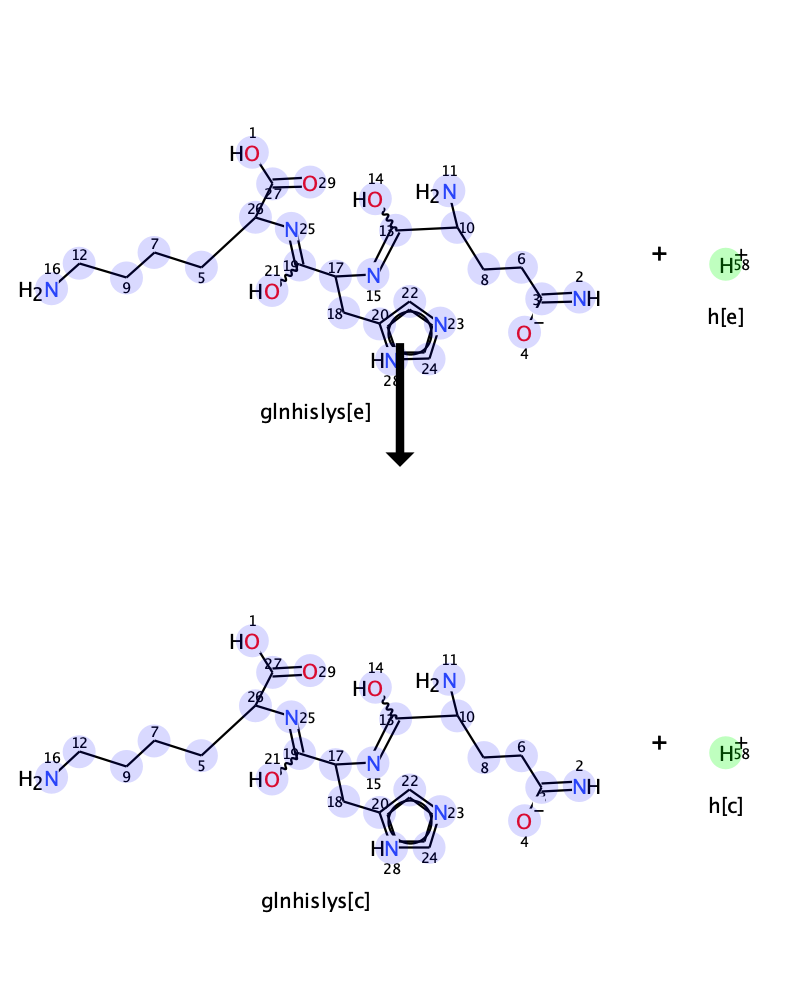 1
HO
27
O29
26
14
HO
11
H2N
N25
13
10
16
12
7
21
19
17
6
2
+
H+58
H2N
9
5
HO
N
15
8
3
NH
h[e]
18
20
22
N23
O−
4
HN
28
24
glnhislys[e]
1
HO
27
O29
26
14
HO
11
H2N
N25
13
10
16
12
7
21
19
17
6
2
+
H+58
H2N
9
5
HO
N
15
8
NH
h[c]
18
20
22
N23
O−
4
HN
28
24
glnhislys[c]